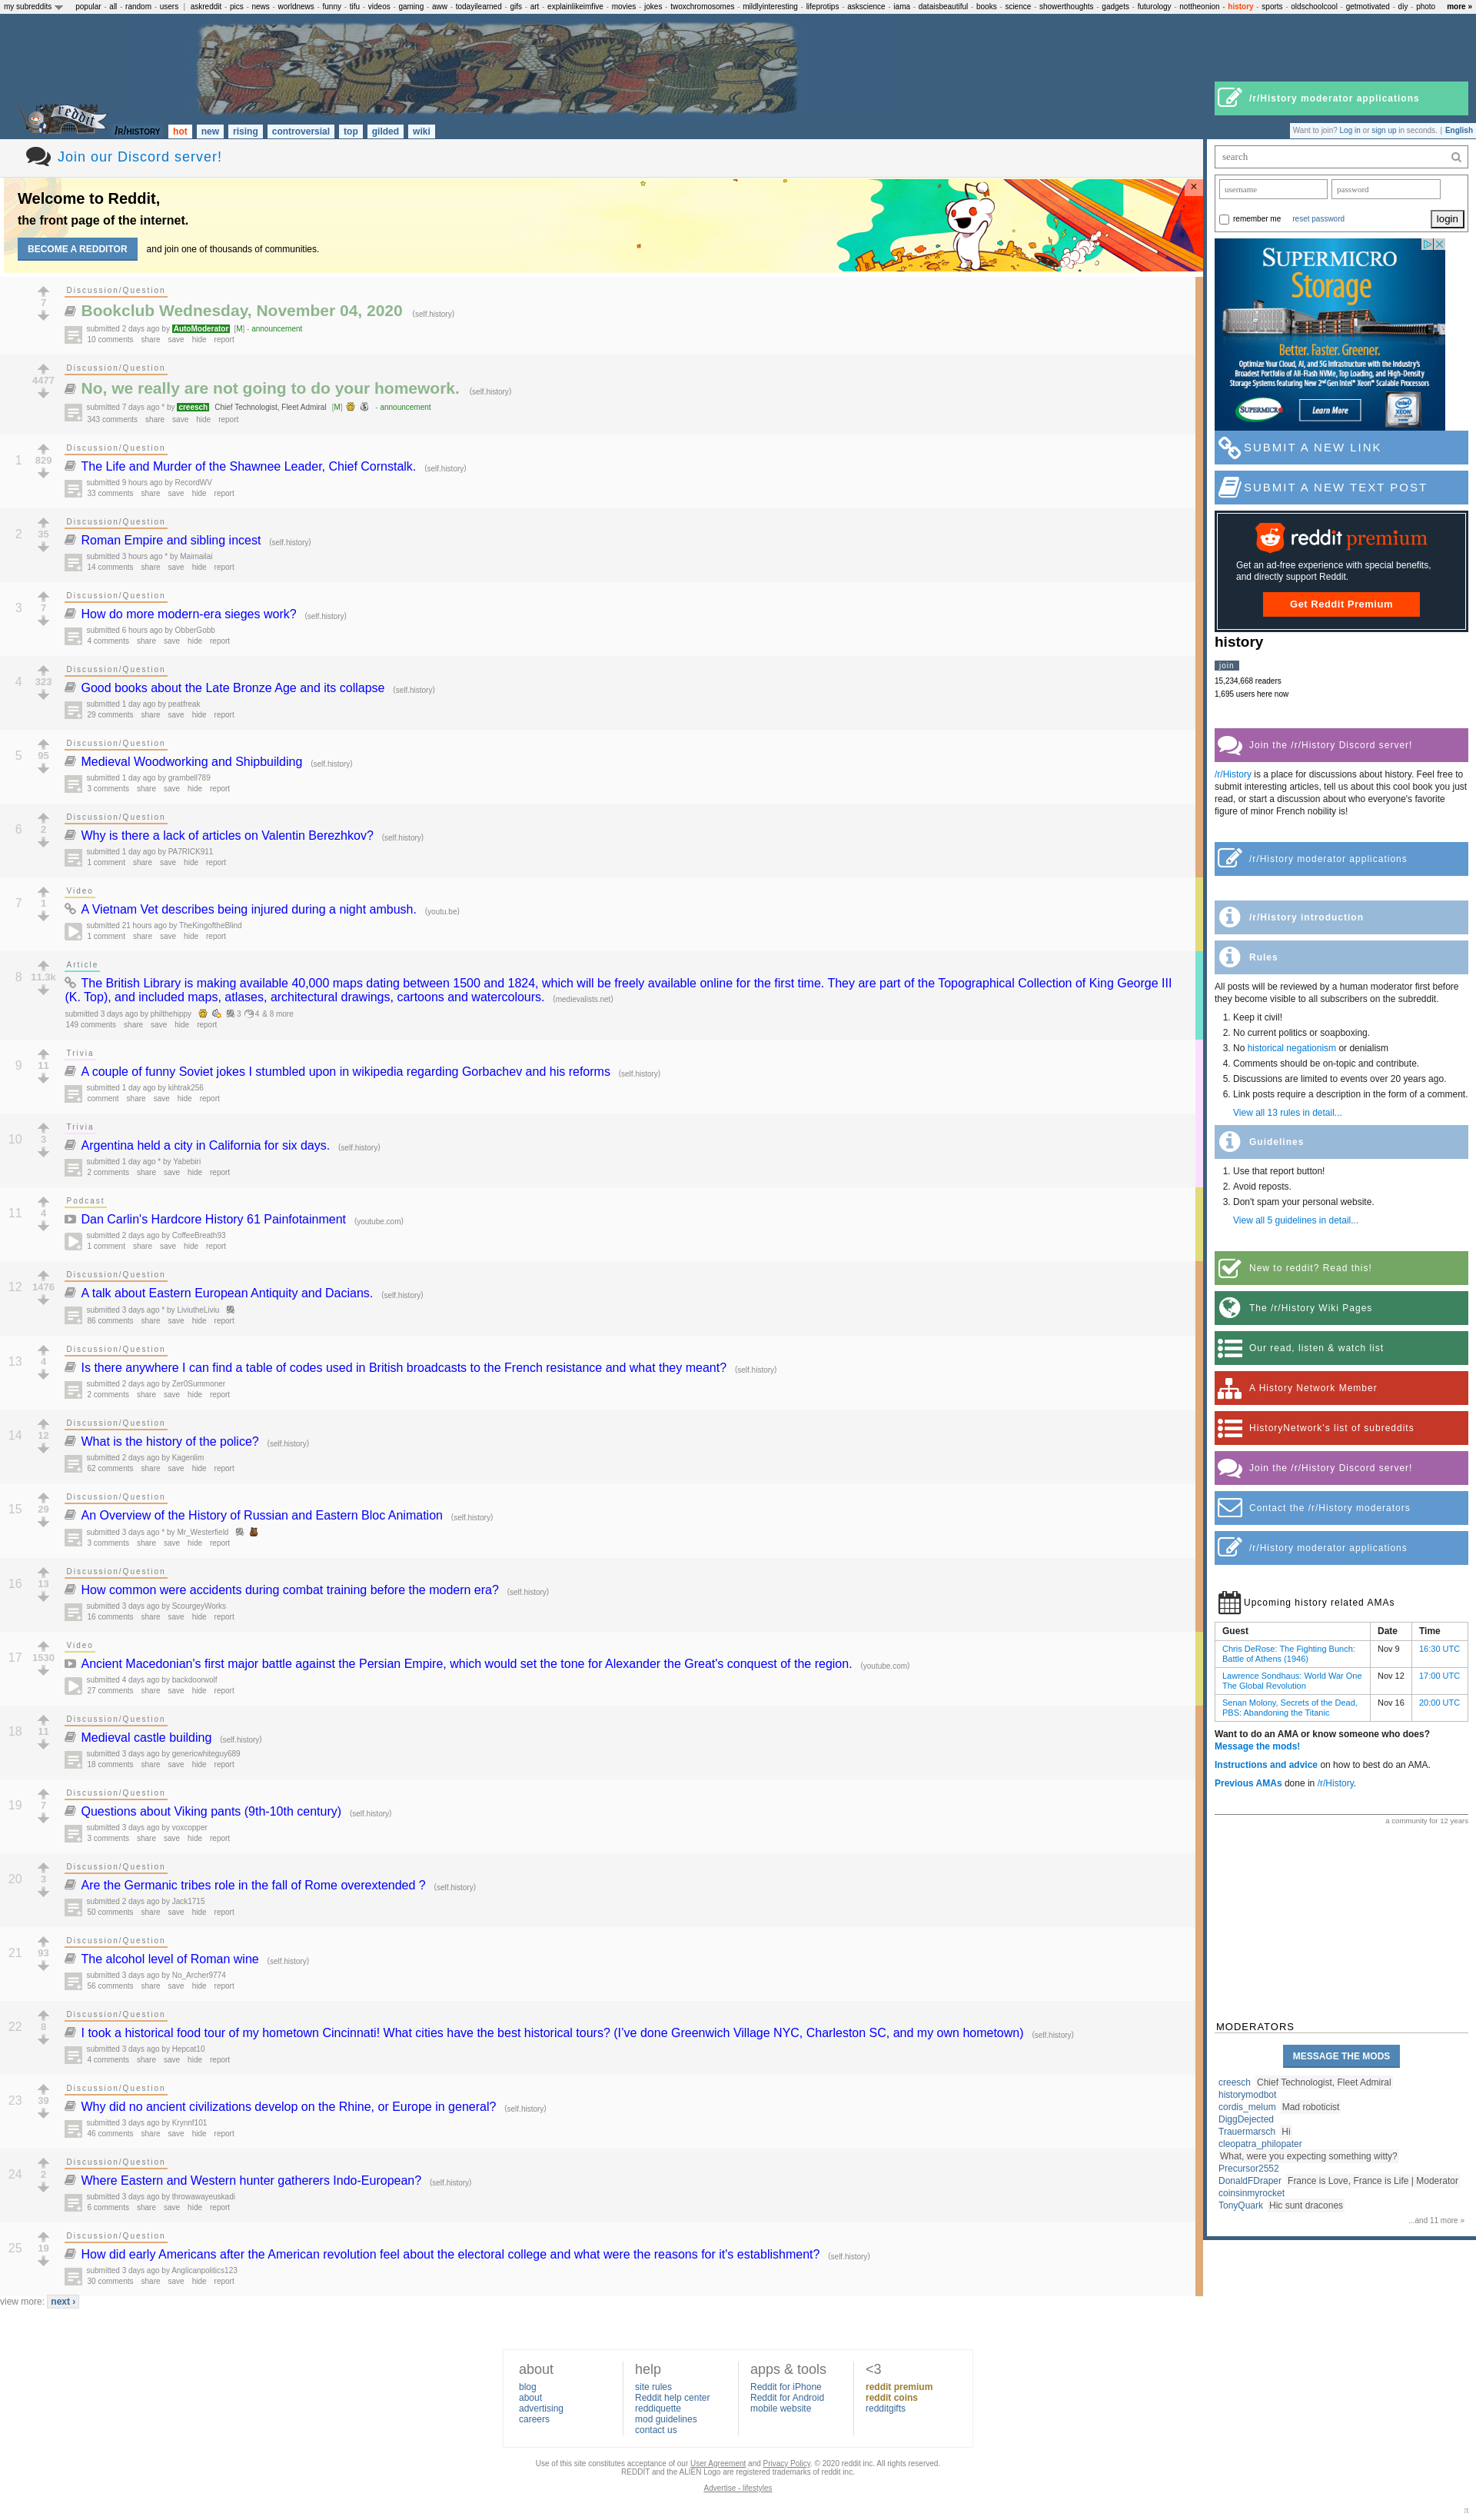 my subreddits popular - all - random - users | askreddit - pics - news - worldnews - funny - tifu - videos - gaming - aww - todayilearned - gifs - art - explainlikeimfive - movies - jokes - twoxchromosomes - mildlyinteresting - lifeprotips - askscience - iama - dataisbeautiful - books - science - showerthoughts - gadgets - futurology - nottheonion - history - sports - oldschoolcool - getmotivated - diy - photo more »
/r/History moderator applications
reddit /r/history hot new rising controversial top gilded wiki
Want to join? Log in or sign up in seconds. | English
Join our Discord server!
Welcome to Reddit,
the front page of the internet.
BECOME A REDDITOR and join one of thousands of communities.
×
Discussion/Question
7
Bookclub Wednesday, November 04, 2020 (self.history)
submitted 2 days ago by AutoModerator [M] - announcement
10 comments share save hide report
Discussion/Question
4477
No, we really are not going to do your homework. (self.history)
submitted 7 days ago * by creesch Chief Technologist, Fleet Admiral [M] - announcement
343 comments share save hide report
Discussion/Question
1 829
The Life and Murder of the Shawnee Leader, Chief Cornstalk. (self.history)
submitted 9 hours ago by RecordWV
33 comments share save hide report
Discussion/Question
2 35
Roman Empire and sibling incest (self.history)
submitted 3 hours ago * by Maimailai
14 comments share save hide report
Discussion/Question
3 7
How do more modern-era sieges work? (self.history)
submitted 6 hours ago by ObberGobb
4 comments share save hide report
Discussion/Question
4 323
Good books about the Late Bronze Age and its collapse (self.history)
submitted 1 day ago by peatfreak
29 comments share save hide report
Discussion/Question
5 95
Medieval Woodworking and Shipbuilding (self.history)
submitted 1 day ago by grambell789
3 comments share save hide report
Discussion/Question
6 2
Why is there a lack of articles on Valentin Berezhkov? (self.history)
submitted 1 day ago by PA7RICK911
1 comment share save hide report
Video
7 1
A Vietnam Vet describes being injured during a night ambush. (youtu.be)
submitted 21 hours ago by TheKingoftheBlind
1 comment share save hide report
Article
8 11.3k
The British Library is making available 40,000 maps dating between 1500 and 1824, which will be freely available online for the first time. They are part of the Topographical Collection of King George III
(K. Top), and included maps, atlases, architectural drawings, cartoons and watercolours. (medievalists.net)
submitted 3 days ago by philthehippy 3 4 & 8 more
149 comments share save hide report
Trivia
9 11
A couple of funny Soviet jokes I stumbled upon in wikipedia regarding Gorbachev and his reforms (self.history)
submitted 1 day ago by kihtrak256
comment share save hide report
Trivia
10 3
Argentina held a city in California for six days. (self.history)
submitted 1 day ago * by Yabebiri
2 comments share save hide report
Podcast
11 4
Dan Carlin's Hardcore History 61 Painfotainment (youtube.com)
submitted 2 days ago by CoffeeBreath93
1 comment share save hide report
Discussion/Question
12 1476
A talk about Eastern European Antiquity and Dacians. (self.history)
submitted 3 days ago * by LiviutheLiviu
86 comments share save hide report
Discussion/Question
13 4
Is there anywhere I can find a table of codes used in British broadcasts to the French resistance and what they meant? (self.history)
submitted 2 days ago by Zer0Summoner
2 comments share save hide report
Discussion/Question
14 12
What is the history of the police? (self.history)
submitted 2 days ago by Kagenlim
62 comments share save hide report
Discussion/Question
15 29
An Overview of the History of Russian and Eastern Bloc Animation (self.history)
submitted 3 days ago * by Mr_Westerfield
3 comments share save hide report
Discussion/Question
16 13
How common were accidents during combat training before the modern era? (self.history)
submitted 3 days ago by ScourgeyWorks
16 comments share save hide report
Video
17 1530
Ancient Macedonian's first major battle against the Persian Empire, which would set the tone for Alexander the Great's conquest of the region. (youtube.com)
submitted 4 days ago by backdoorwolf
27 comments share save hide report
Discussion/Question
18 11
Medieval castle building (self.history)
submitted 3 days ago by genericwhiteguy689
18 comments share save hide report
Discussion/Question
19 7
Questions about Viking pants (9th-10th century) (self.history)
submitted 3 days ago by voxcopper
3 comments share save hide report
Discussion/Question
20 3
Are the Germanic tribes role in the fall of Rome overextended ? (self.history)
submitted 2 days ago by Jack1715
50 comments share save hide report
Discussion/Question
21 93
The alcohol level of Roman wine (self.history)
submitted 3 days ago by No_Archer9774
56 comments share save hide report
Discussion/Question
22 8
I took a historical food tour of my hometown Cincinnati! What cities have the best historical tours? (I've done Greenwich Village NYC, Charleston SC, and my own hometown) (self.history)
submitted 3 days ago by Hepcat10
4 comments share save hide report
Discussion/Question
23 39
Why did no ancient civilizations develop on the Rhine, or Europe in general? (self.history)
submitted 3 days ago by Krynnf101
46 comments share save hide report
Discussion/Question
24 2
Where Eastern and Western hunter gatherers Indo-European? (self.history)
submitted 3 days ago by throwawayeuskadi
6 comments share save hide report
Discussion/Question
25 19
How did early Americans after the American revolution feel about the electoral college and what were the reasons for it's establishment? (self.history)
submitted 3 days ago by Anglicanpolitics123
30 comments share save hide report
view more: next ›
search
username password
remember me reset password login
SUPERMICRO
Storage
Better. Faster. Greener.
Optimize Your Cloud, AI, and 5G Infrastructure with the Industry's
Broadest Portfolio of All-Flash NVMe, Top Loading, and High-Density
Storage Systems featuring New 2nd Gen Intel® Xeon® Scalable Processors
SUPERMICR Learn More XEON
SUBMIT A NEW LINK
SUBMIT A NEW TEXT POST
reddit premium
Get an ad-free experience with special benefits,
and directly support Reddit.
Get Reddit Premium
history
join
15,234,668 readers
1,695 users here now
Join the /r/History Discord server!
/r/History is a place for discussions about history. Feel free to
submit interesting articles, tell us about this cool book you just
read, or start a discussion about who everyone's favorite
figure of minor French nobility is!
/r/History moderator applications
/r/History introduction
Rules
All posts will be reviewed by a human moderator first before
they become visible to all subscribers on the subreddit.
1. Keep it civil!
2. No current politics or soapboxing.
3. No historical negationism or denialism
4. Comments should be on-topic and contribute.
5. Discussions are limited to events over 20 years ago.
6. Link posts require a description in the form of a comment.
View all 13 rules in detail...
Guidelines
1. Use that report button!
2. Avoid reposts.
3. Don't spam your personal website.
View all 5 guidelines in detail...
New to reddit? Read this!
The /r/History Wiki Pages
Our read, listen & watch list
A History Network Member
HistoryNetwork's list of subreddits
Join the /r/History Discord server!
Contact the /r/History moderators
/r/History moderator applications
Upcoming history related AMAs
Guest Date Time
Chris DeRose: The Fighting Bunch: Nov 9 16:30 UTC
Battle of Athens (1946)
Lawrence Sondhaus: World War One Nov 12 17:00 UTC
The Global Revolution
Senan Molony, Secrets of the Dead, Nov 16 20:00 UTC
PBS: Abandoning the Titanic
Want to do an AMA or know someone who does?
Message the mods!
Instructions and advice on how to best do an AMA.
Previous AMAs done in /r/History.
a community for 12 years
MODERATORS
MESSAGE THE MODS
creesch Chief Technologist, Fleet Admiral
historymodbot
cordis_melum Mad roboticist
DiggDejected
Trauermarsch Hi
cleopatra_philopater
What, were you expecting something witty?
Precursor2552
DonaldFDraper France is Love, France is Life | Moderator
coinsinmyrocket
TonyQuark Hic sunt dracones
...and 11 more »
about
blog
about
advertising
careers
help
site rules
Reddit help center
reddiquette
mod guidelines
contact us
apps & tools
Reddit for iPhone
Reddit for Android
mobile website
<3
reddit premium
reddit coins
redditgifts
Use of this site constitutes acceptance of our User Agreement and Privacy Policy. © 2020 reddit inc. All rights reserved.
REDDIT and the ALIEN Logo are registered trademarks of reddit inc.
Advertise - lifestyles
π